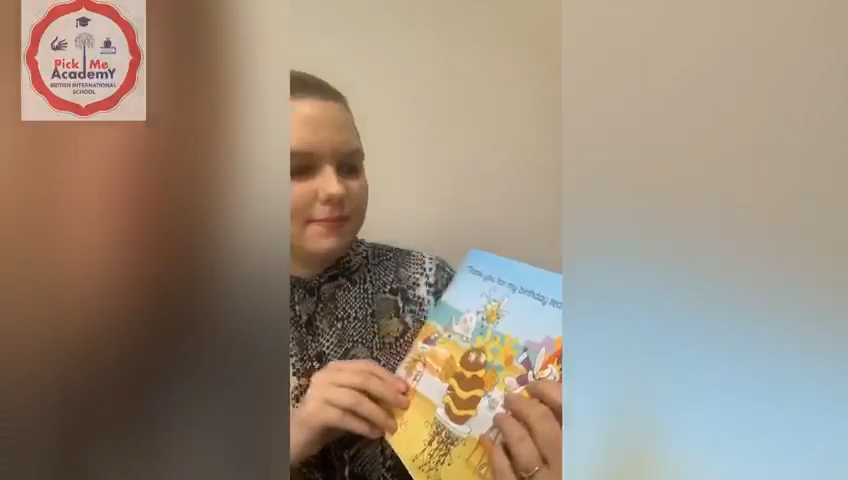 Pick Me
AcademY
BRITISH INTERNATIONAL
SCHOOL
Thank you for my birthday